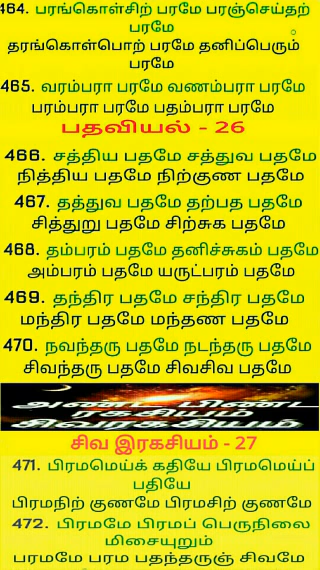 464. பரங்கொள்சிற் பரமே பரஞ்செய்தற்
பரமே
தரங்கொள்பொற் பரமே தனிப்பெரும்
பரமே
465. வரம்பரா பரமே வணம்பரா பரமே
பரம்பரா பரமே பதம்பரா பரமே
பதவியல் - 26
466. சத்திய பதமே சத்துவ பதமே
நித்திய பதமே நிற்குண பதமே
467. தத்துவ பதமே தற்பத பதமே
சித்துறு பதமே சிற்சுக பதமே
468. தம்பரம் பதமே தனிச்சுகம் பதமே
அம்பரம் பதமே யருட்பரம் பதமே
469. தந்திர பதமே சந்திர பதமே
மந்திர பதமே மந்தண பதமே
470. நவந்தரு பதமே நடந்தரு பதமே
சிவந்தரு பதமே சிவசிவ பதமே
ரகசியம்
சிவரகசியம்
சிவ இரகசியம் - 27
471. பிரமமெய்க் கதியே பிரமமெய்ப்
பதியே
பிரமநிற் குணமே பிரமசிற் குணமே
472. பிரமமே பிரமப் பெருநிலை
மிசையுறும்
பரமமே பரம பதந்தருஞ் சிவமே